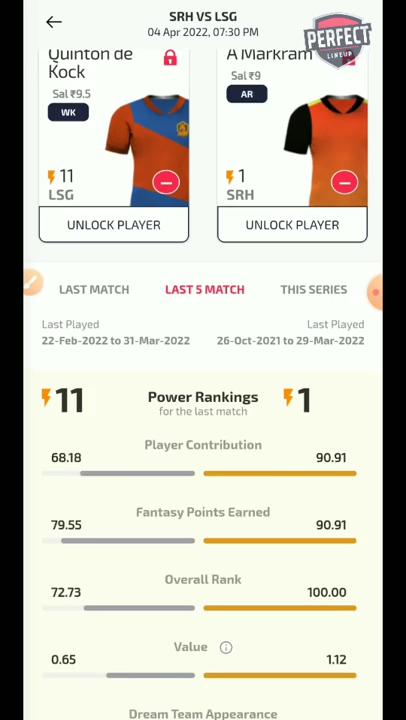 SRH VS LSG
04 Apr 2022, 07:30 PM
PERFECT
LINEUP
Quinton de
Kock
A Markram
Sal ₹9.5
Sal ₹9
WK
AR
11
1
LSG
SRH
UNLOCK PLAYER
UNLOCK PLAYER
LAST MATCH
LAST 5 MATCH
THIS SERIES
Last Played
Last Played
22-Feb-2022 to 31-Mar-2022
26-Oct-2021 to 29-Mar-2022
11
Power Rankings
1
for the last match
Player Contribution
68.18
90.91
Fantasy Points Earned
79.55
90.91
Overall Rank
72.73
100.00
Value
0.65
1.12
Dream Team Appearance